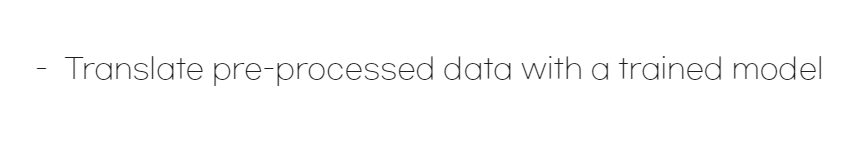 - Translate pre-processed data with a trained model